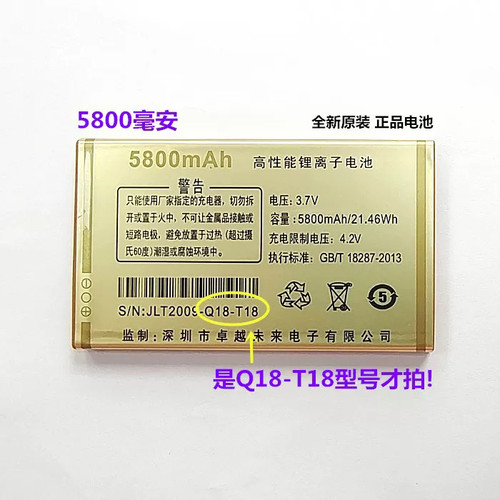 5800毫安
全新原装 正品电池
5800mAh
高性能锂离子电池
警告
只能使用厂家指定的充电器，切勿拆
开或置于火中，不可让金属品接触或
短路电极，避免放置于过热（超过摄
氏60度）潮湿或腐蚀环境中。
电压: 3.7V
容量: 5800mAh/21.46Wh
充电限制电压: 4.2V
执行标准: GB/T 18287-2013
5
S/N:JLT2009-Q18-T18
监制:深圳市卓越未来电子有限公司
是Q18-T18型号才拍!